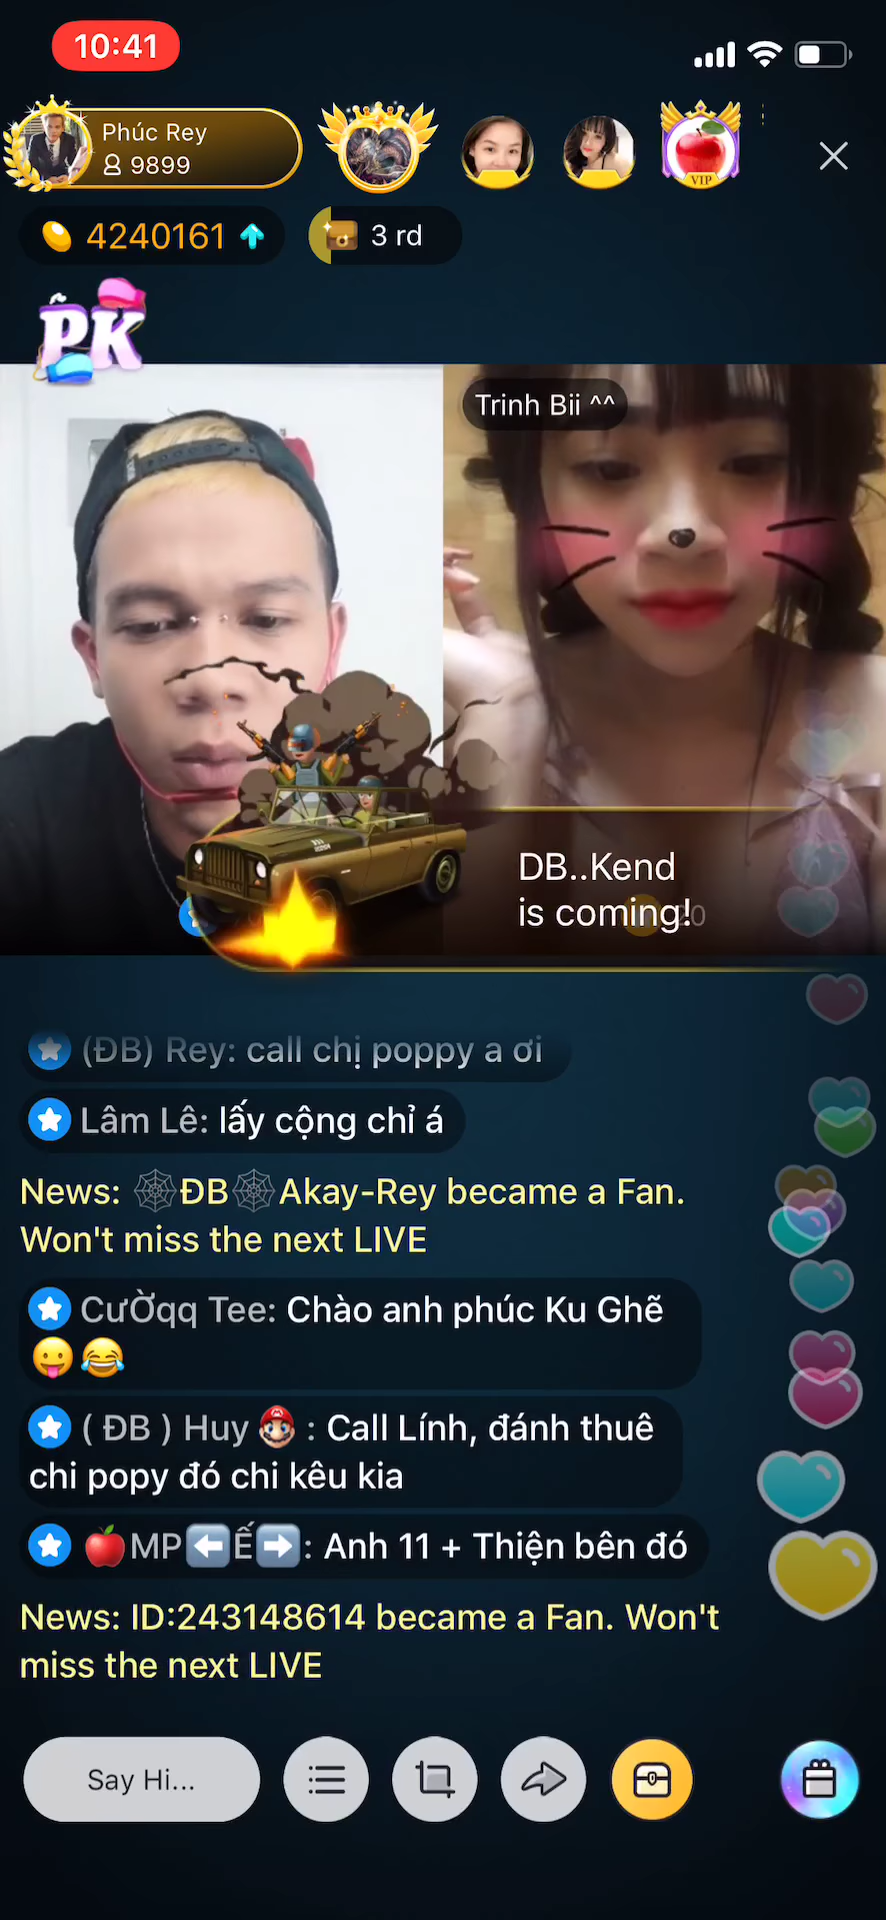 10:41
Phúc Rey
9899
VIP
4240161
3 rd
PK
Trinh Bii ^^
DB..Kend
is coming!
(ĐB) Rey: call chị poppy a ơi
Lâm Lê: lấy cộng chỉ á
News: 🕸ĐB🕸Akay-Rey became a Fan.
Won't miss the next LIVE
CưỜqq Tee: Chào anh phúc Ku Ghẽ
😛😂
( ĐB ) Huy : Call Lính, đánh thuê
chi popy đó chi kêu kia
🍎MP⬅️Ế➡️: Anh 11 + Thiện bên đó
News: ID:243148614 became a Fan. Won't
miss the next LIVE
Say Hi...